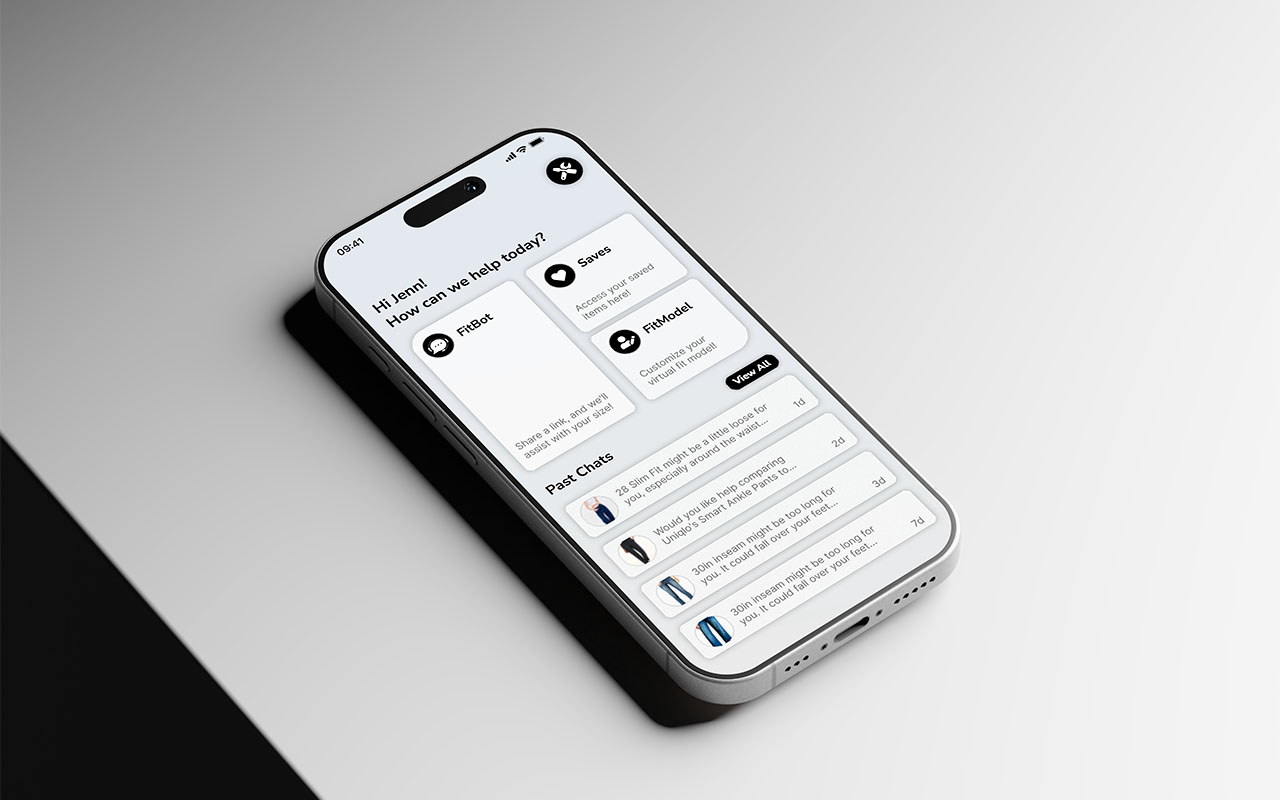 09:41
Hi Jenn!
How can we help today?
FitBot
Share a link, and we'll
assist with your size!
Saves
Access your saved
items here!
FitModel
Customize your
virtual fit model!
Past Chats
View All
28 Slim Fit might be a little loose for
you, especially around the waist...
1d
Would you like help comparing
Uniqlo's Smart Ankle Pants to...
2d
30in inseam might be too long for
you. It could fall over your feet...
3d
30in inseam might be too long for
you. It could fall over your feet...
7d